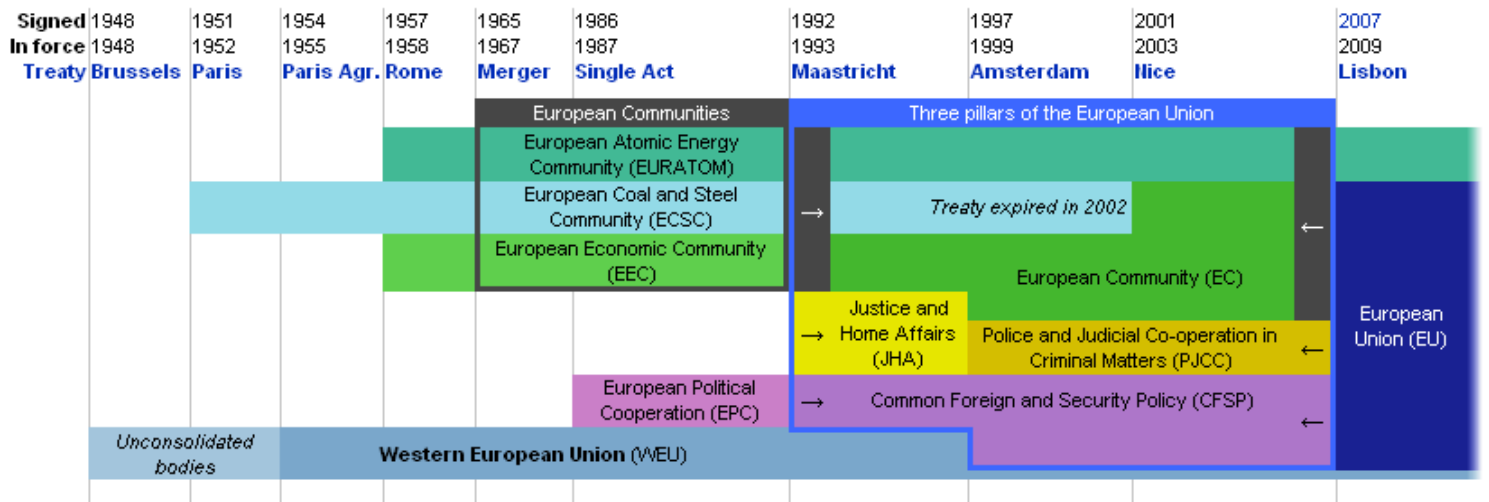 Signed 1948 1951 1954 1957 1965 1986 1992 1997 2001 2007
In force 1948 1952 1955 1958 1967 1987 1993 1999 2003 2009
Treaty Brussels Paris Paris Agr. Rome Merger Single Act Maastricht Amsterdam Nice Lisbon
European Communities
Three pillars of the European Union
European Atomic Energy
Community (EURATOM)
European Coal and Steel
Community (ECSC)
→
Treaty expired in 2002
←
European Economic Community
(EEC)
European Community (EC)
Justice and
→ Home Affairs
(JHA)
Police and Judicial Co-operation in
Criminal Matters (PJCC)
←
European
Union (EU)
European Political
Cooperation (EPC)
→ Common Foreign and Security Policy (CFSP)
←
Unconsolidated
bodies
Western European Union (WEU)